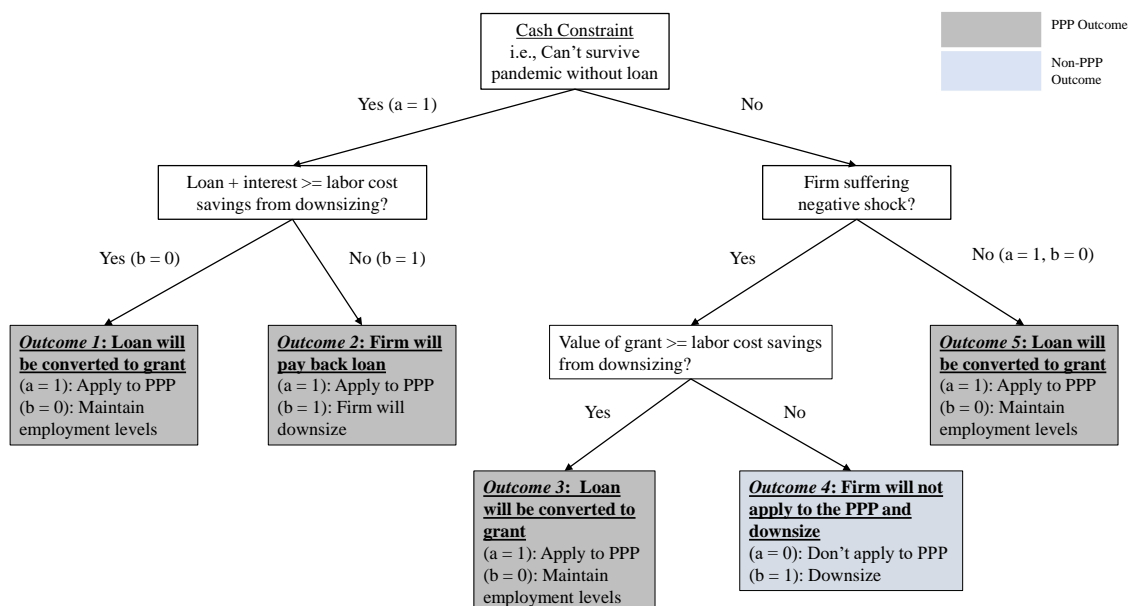 Cash Constraint
i.e., Can't survive
pandemic without loan
PPP Outcome
Non-PPP
Outcome
Yes (a = 1)
No
Loan + interest >= labor cost
savings from downsizing?
Firm suffering
negative shock?
Yes (b = 0)
No (b = 1)
Yes
No (a = 1, b = 0)
Outcome 1: Loan will
be converted to grant
(a = 1): Apply to PPP
(b = 0): Maintain
employment levels
Outcome 2: Firm will
pay back loan
(a = 1): Apply to PPP
(b = 1): Firm will
downsize
Value of grant >= labor cost savings
from downsizing?
Outcome 5: Loan will
be converted to grant
(a = 1): Apply to PPP
(b = 0): Maintain
employment levels
Yes
No
Outcome 3: Loan
will be converted to
grant
(a = 1): Apply to PPP
(b = 0): Maintain
employment levels
Outcome 4: Firm will not
apply to the PPP and
downsize
(a = 0): Don't apply to PPP
(b = 1): Downsize